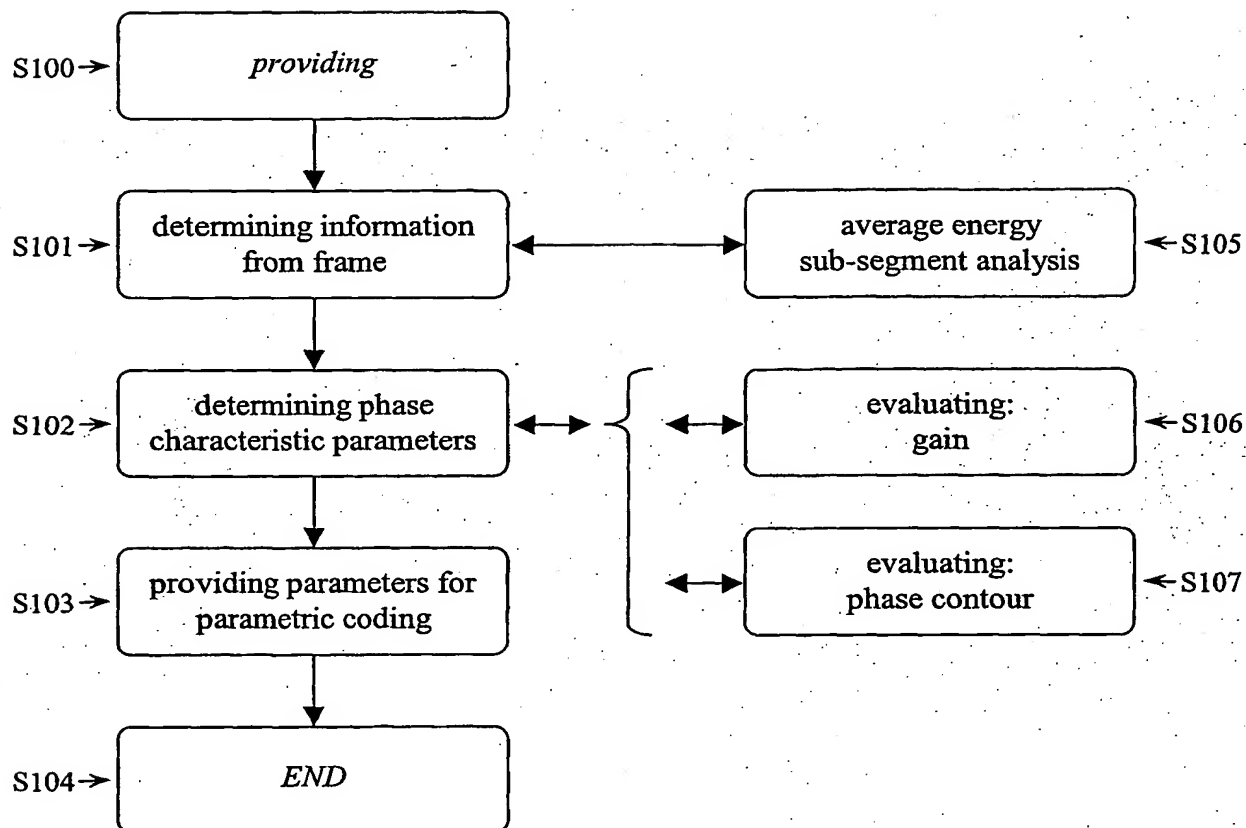 S100
providing
S101
determining information
from frame
average energy
sub-segment analysis
S105
S102
determining phase
characteristic parameters
evaluating:
gain
S106
S103
providing parameters for
parametric coding
evaluating:
phase contour
S107
S104
END